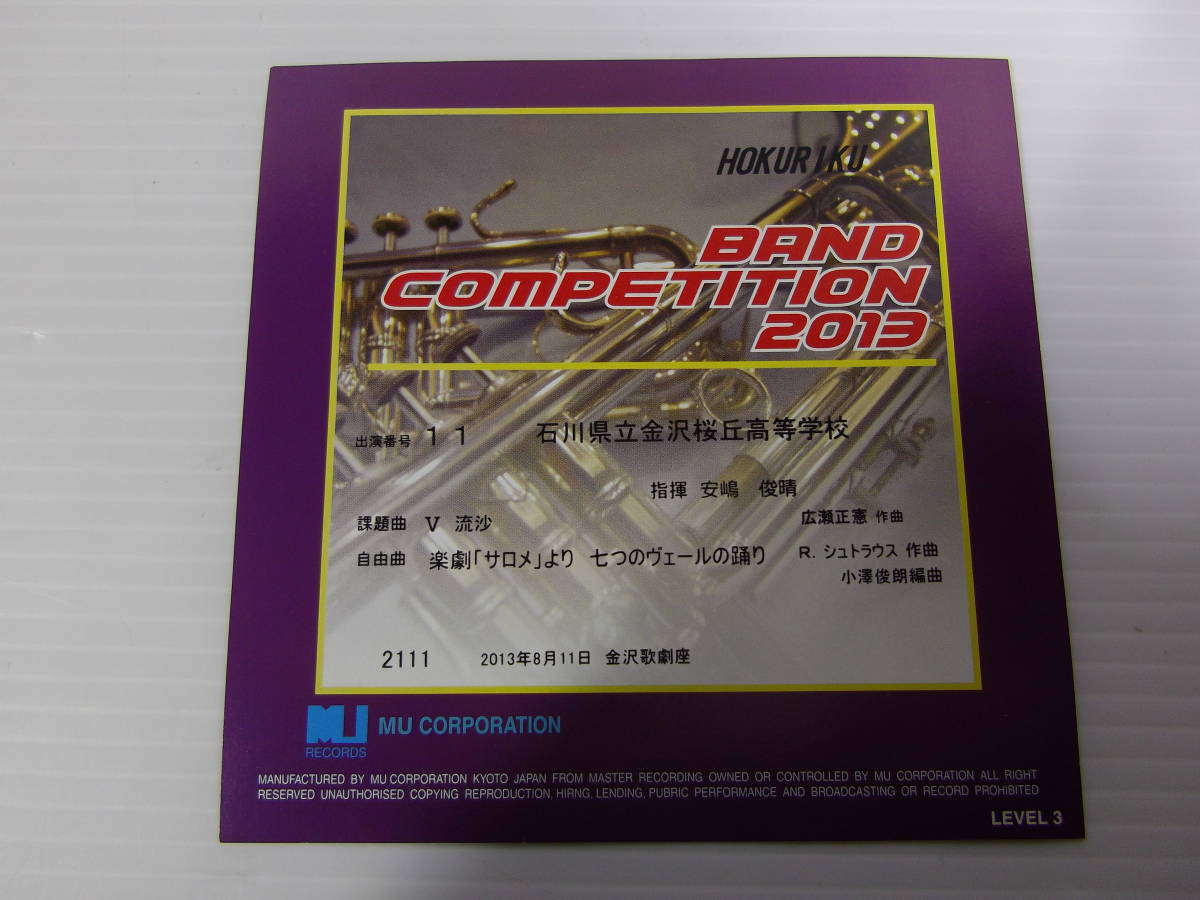 HOKURIKU
BAND
COMPETITION
2013
出演番号 11 石川県立金沢桜丘高等学校
指揮 安嶋 俊晴
課題曲 V 流沙 広瀬正憲 作曲
自由曲 楽劇「サロメ」より 七つのヴェールの踊り R. シュトラウス 作曲
小澤俊朗編曲
2111 2013年8月11日 金沢歌劇座
MU RECORDS MU CORPORATION
MANUFACTURED BY MU CORPORATION KYOTO JAPAN FROM MASTER RECORDING OWNED OR CONTROLLED BY MU CORPORATION ALL RIGHT
RESERVED UNAUTHORISED COPYING REPRODUCTION, HIRNG, LENDING, PUBRIC PERFORMANCE AND BROADCASTING OR RECORD PROHIBITED
LEVEL 3